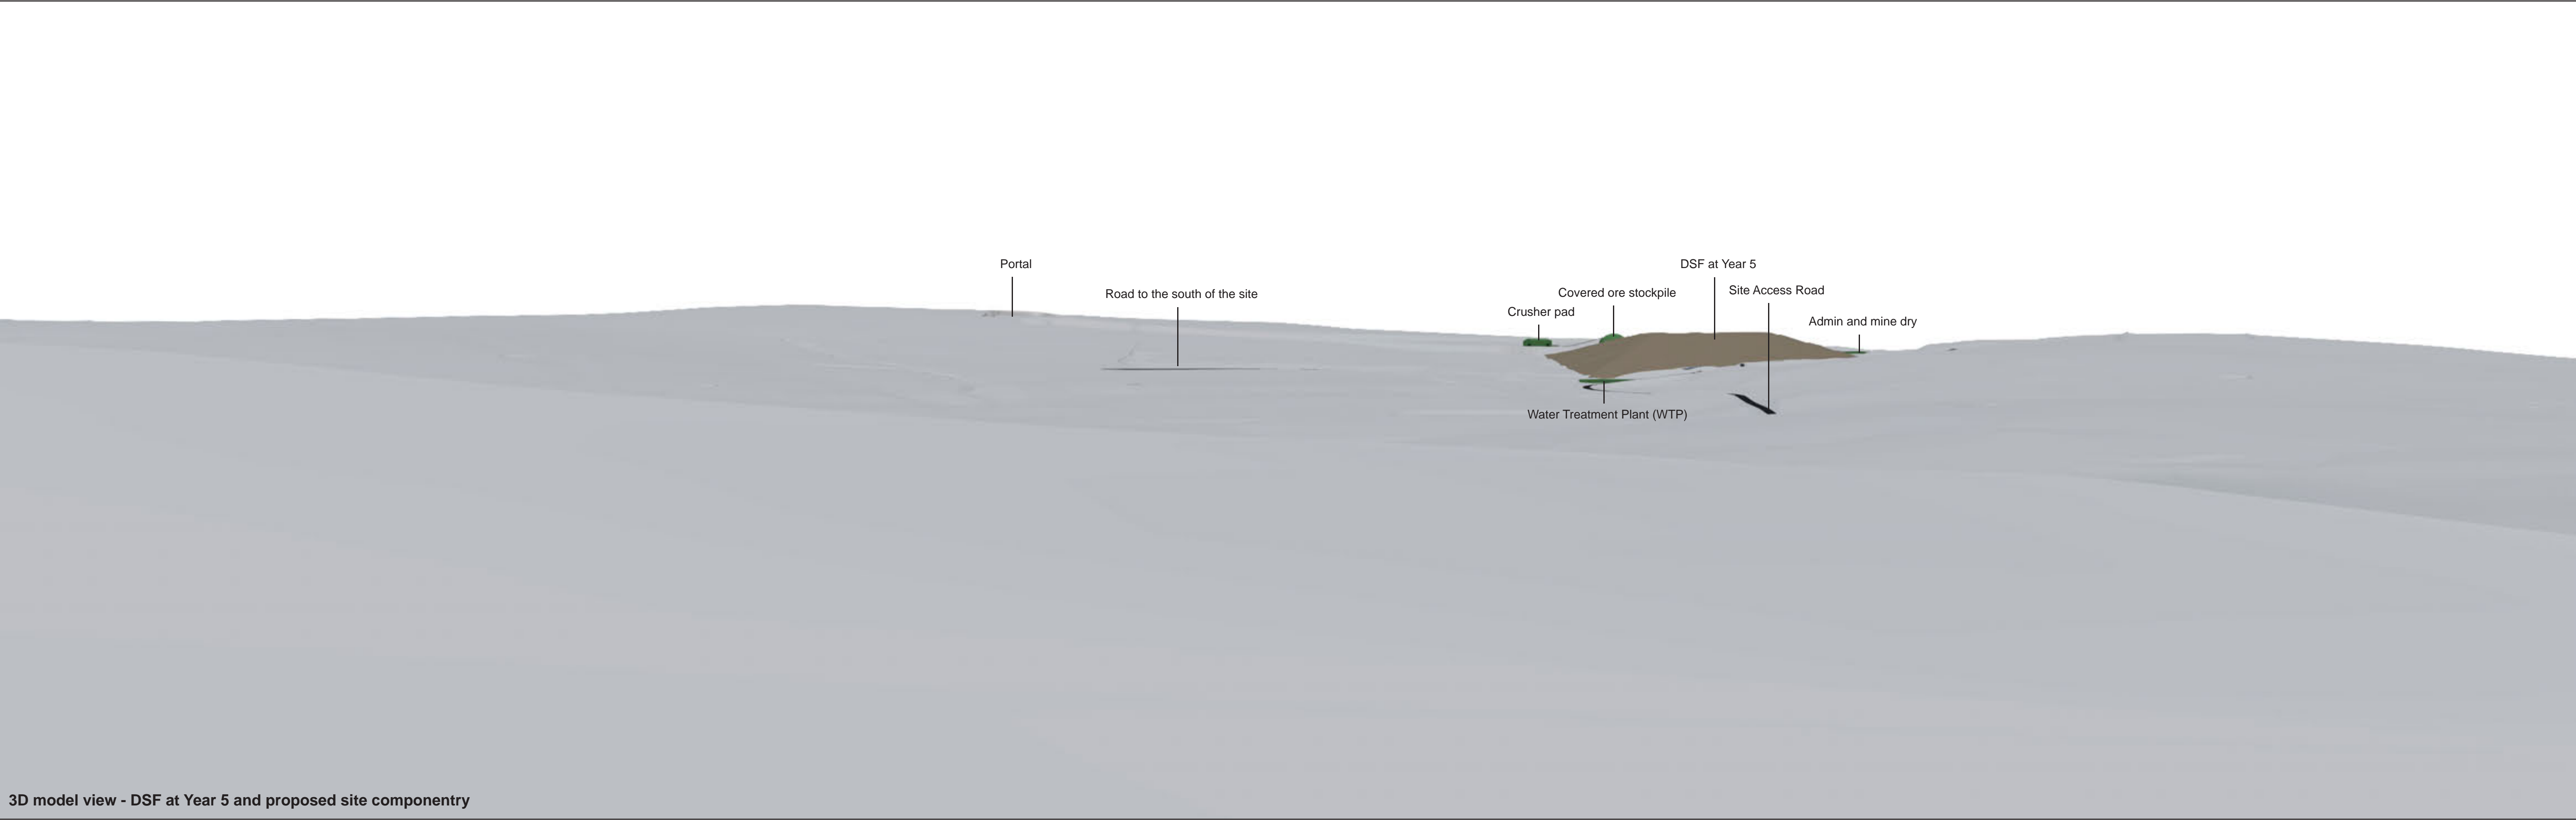 Portal
DSF at Year 5
Road to the south of the site
Covered ore stockpile
Site Access Road
Crusher pad
Admin and mine dry
Water Treatment Plant (WTP)
3D model view - DSF at Year 5 and proposed site componentry